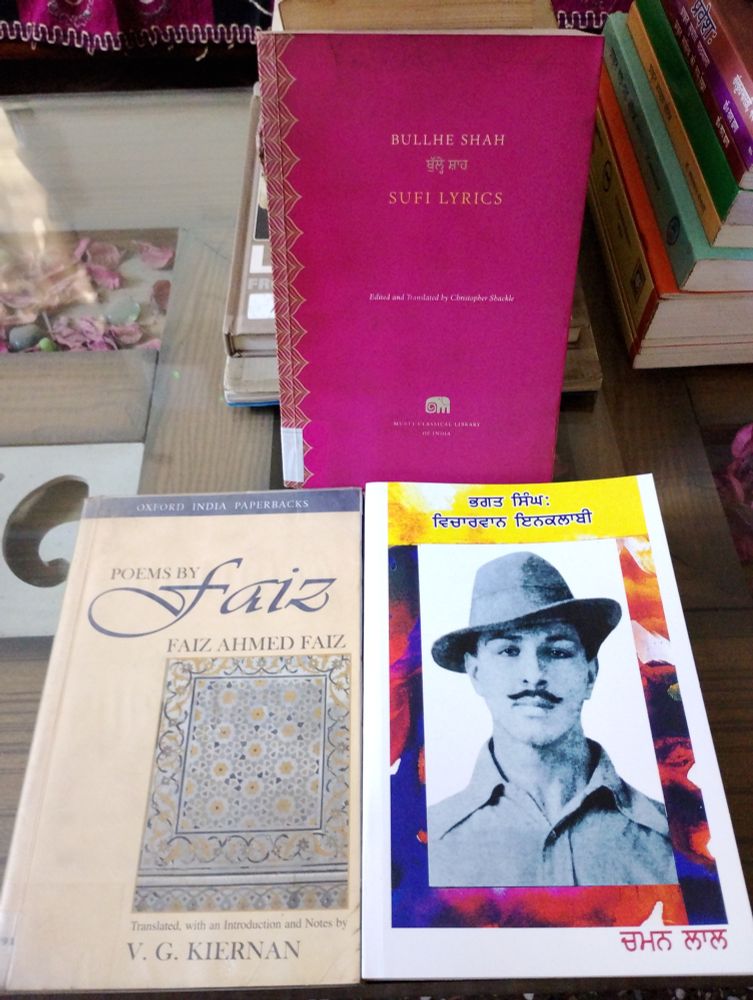 BULLHE SHAH
ਬੁੱਲ੍ਹੇ ਸ਼ਾਹ
SUFI LYRICS
Edited and Translated by Christopher Shackle
MURTY CLASSICAL LIBRARY
OF INDIA
OXFORD INDIA PAPERBACKS
POEMS BY
faiz
FAIZ AHMED FAIZ
Translated, with an Introduction and Notes by
V. G. KIERNAN
ਭਗਤ ਸਿੰਘ:
ਵਿਚਾਰਵਾਨ ਇਨਕਲਾਬੀ
ਚਮਨ ਲਾਲ